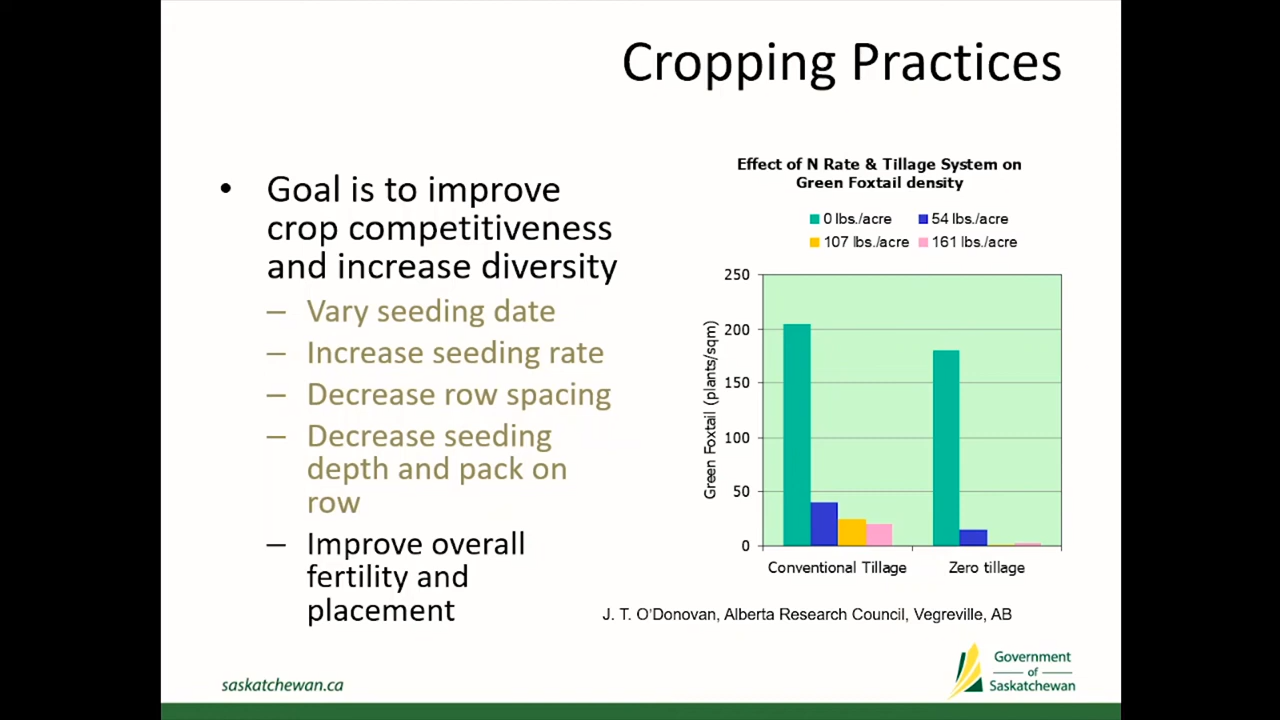 Cropping Practices
• Goal is to improve
crop competitiveness
and increase diversity
– Vary seeding date
– Increase seeding rate
– Decrease row spacing
– Decrease seeding
depth and pack on
row
– Improve overall
fertility and
placement
Effect of N Rate & Tillage System on
Green Foxtail density
0 lbs./acre 54 lbs./acre
107 lbs./acre 161 lbs./acre
Green Foxtail (plants/sqm)
250
200
150
100
50
0
Conventional Tillage Zero tillage
J. T. O’Donovan, Alberta Research Council, Vegreville, AB
saskatchewan.ca
Government
of
Saskatchewan